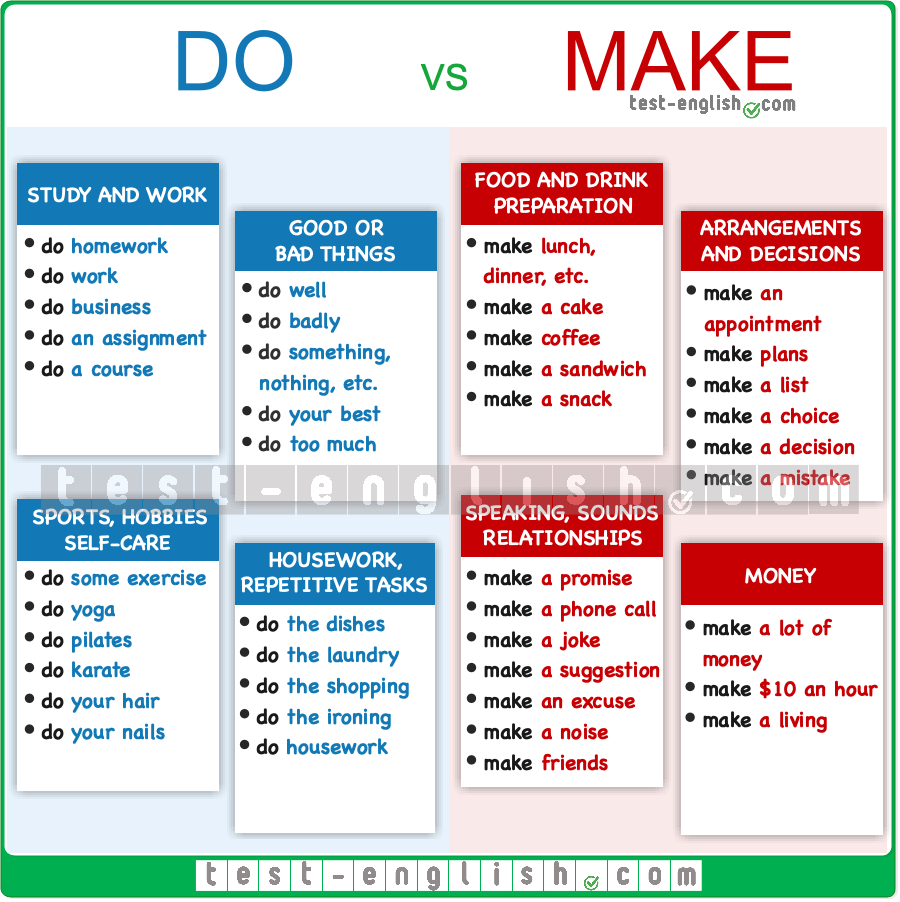 DO vs MAKE
test-english.com
STUDY AND WORK
• do homework
• do work
• do business
• do an assignment
• do a course
GOOD OR
BAD THINGS
• do well
• do badly
• do something,
nothing, etc.
• do your best
• do too much
FOOD AND DRINK
PREPARATION
• make lunch,
dinner, etc.
• make a cake
• make coffee
• make a sandwich
• make a snack
ARRANGEMENTS
AND DECISIONS
• make an
appointment
• make plans
• make a list
• make a choice
• make a decision
• make a mistake
test-english.com
SPORTS, HOBBIES
SELF-CARE
• do some exercise
• do yoga
• do pilates
• do karate
• do your hair
• do your nails
HOUSEWORK,
REPETITIVE TASKS
• do the dishes
• do the laundry
• do the shopping
• do the ironing
• do housework
SPEAKING, SOUNDS
RELATIONSHIPS
• make a promise
• make a phone call
• make a joke
• make a suggestion
• make an excuse
• make a noise
• make friends
MONEY
• make a lot of
money
• make $10 an hour
• make a living
test-english.com